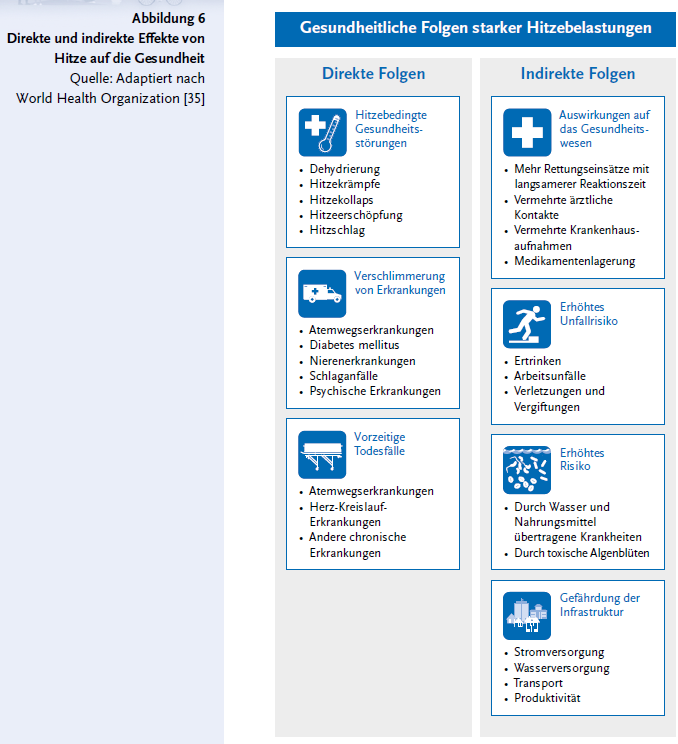 Abbildung 6
Direkte und indirekte Effekte von
Hitze auf die Gesundheit
Quelle: Adaptiert nach
World Health Organization [35]
Gesundheitliche Folgen starker Hitzebelastungen
Direkte Folgen
Hitzebedingte
Gesundheits-
störungen
• Dehydrierung
• Hitzekrämpfe
• Hitzekollaps
• Hitzeerschöpfung
• Hitzschlag
Verschlimmerung
von Erkrankungen
• Atemwegserkrankungen
• Diabetes mellitus
• Nierenerkrankungen
• Schlaganfälle
• Psychische Erkrankungen
Vorzeitige
Todesfälle
• Atemwegserkrankungen
• Herz-Kreislauf-
Erkrankungen
• Andere chronische
Erkrankungen
Indirekte Folgen
Auswirkungen auf
das Gesundheits-
wesen
• Mehr Rettungseinsätze mit
langsamerer Reaktionszeit
• Vermehrte ärztliche
Kontakte
• Vermehrte Krankenhaus-
aufnahmen
• Medikamentenlagerung
Erhöhtes
Unfallrisiko
• Ertrinken
• Arbeitsunfälle
• Verletzungen und
Vergiftungen
Erhöhtes
Risiko
• Durch Wasser und
Nahrungsmittel
übertragene Krankheiten
• Durch toxische Algenblüten
Gefährdung der
Infrastruktur
• Stromversorgung
• Wasserversorgung
• Transport
• Produktivität